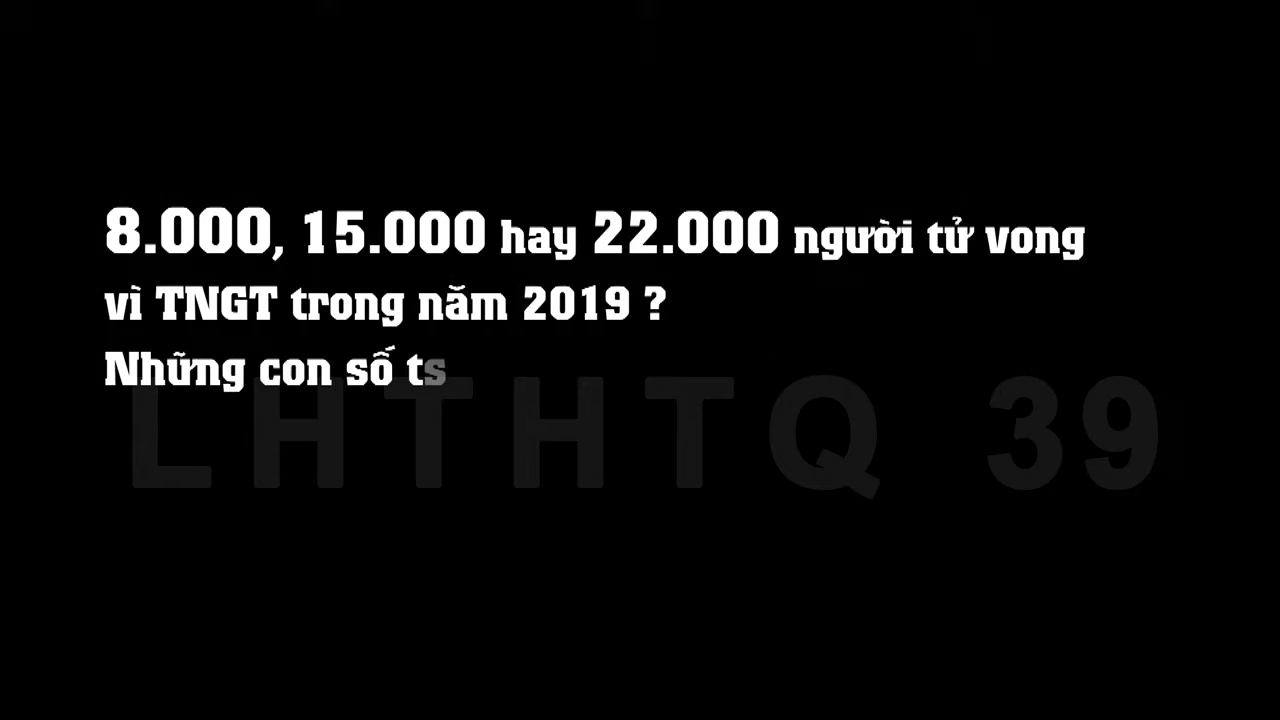 8.000, 15.000 hay 22.000 người tử vong
vì TNGT trong năm 2019 ?
Những con số ts
LHTHTQ 39